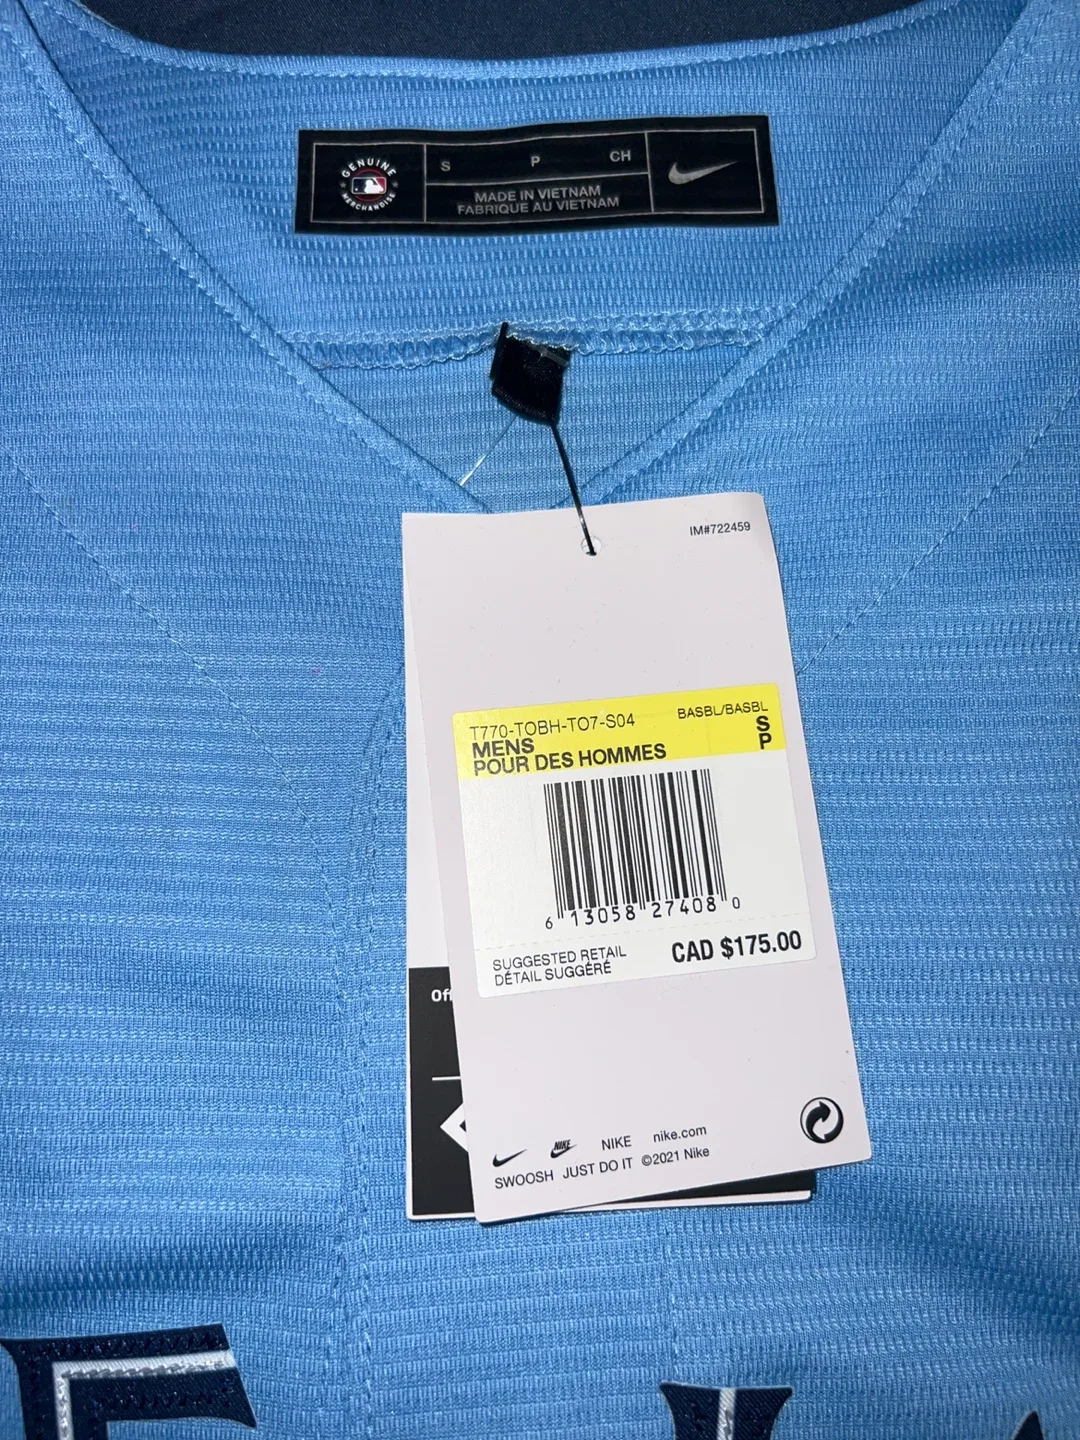 GENUINE
MERCHANDISE
S P CH
MADE IN VIETNAM
FABRIQUE AU VIETNAM
IM#722459
T770-TOBH-TO7-S04 BASBL/BASBL
MENS S
POUR DES HOMMES P
6 13058 27408 0
SUGGESTED RETAIL
DÉTAIL SUGGÉRÉ
CAD $175.00
Off
NIKE NIKE nike.com
SWOOSH JUST DO IT ©2021 Nike